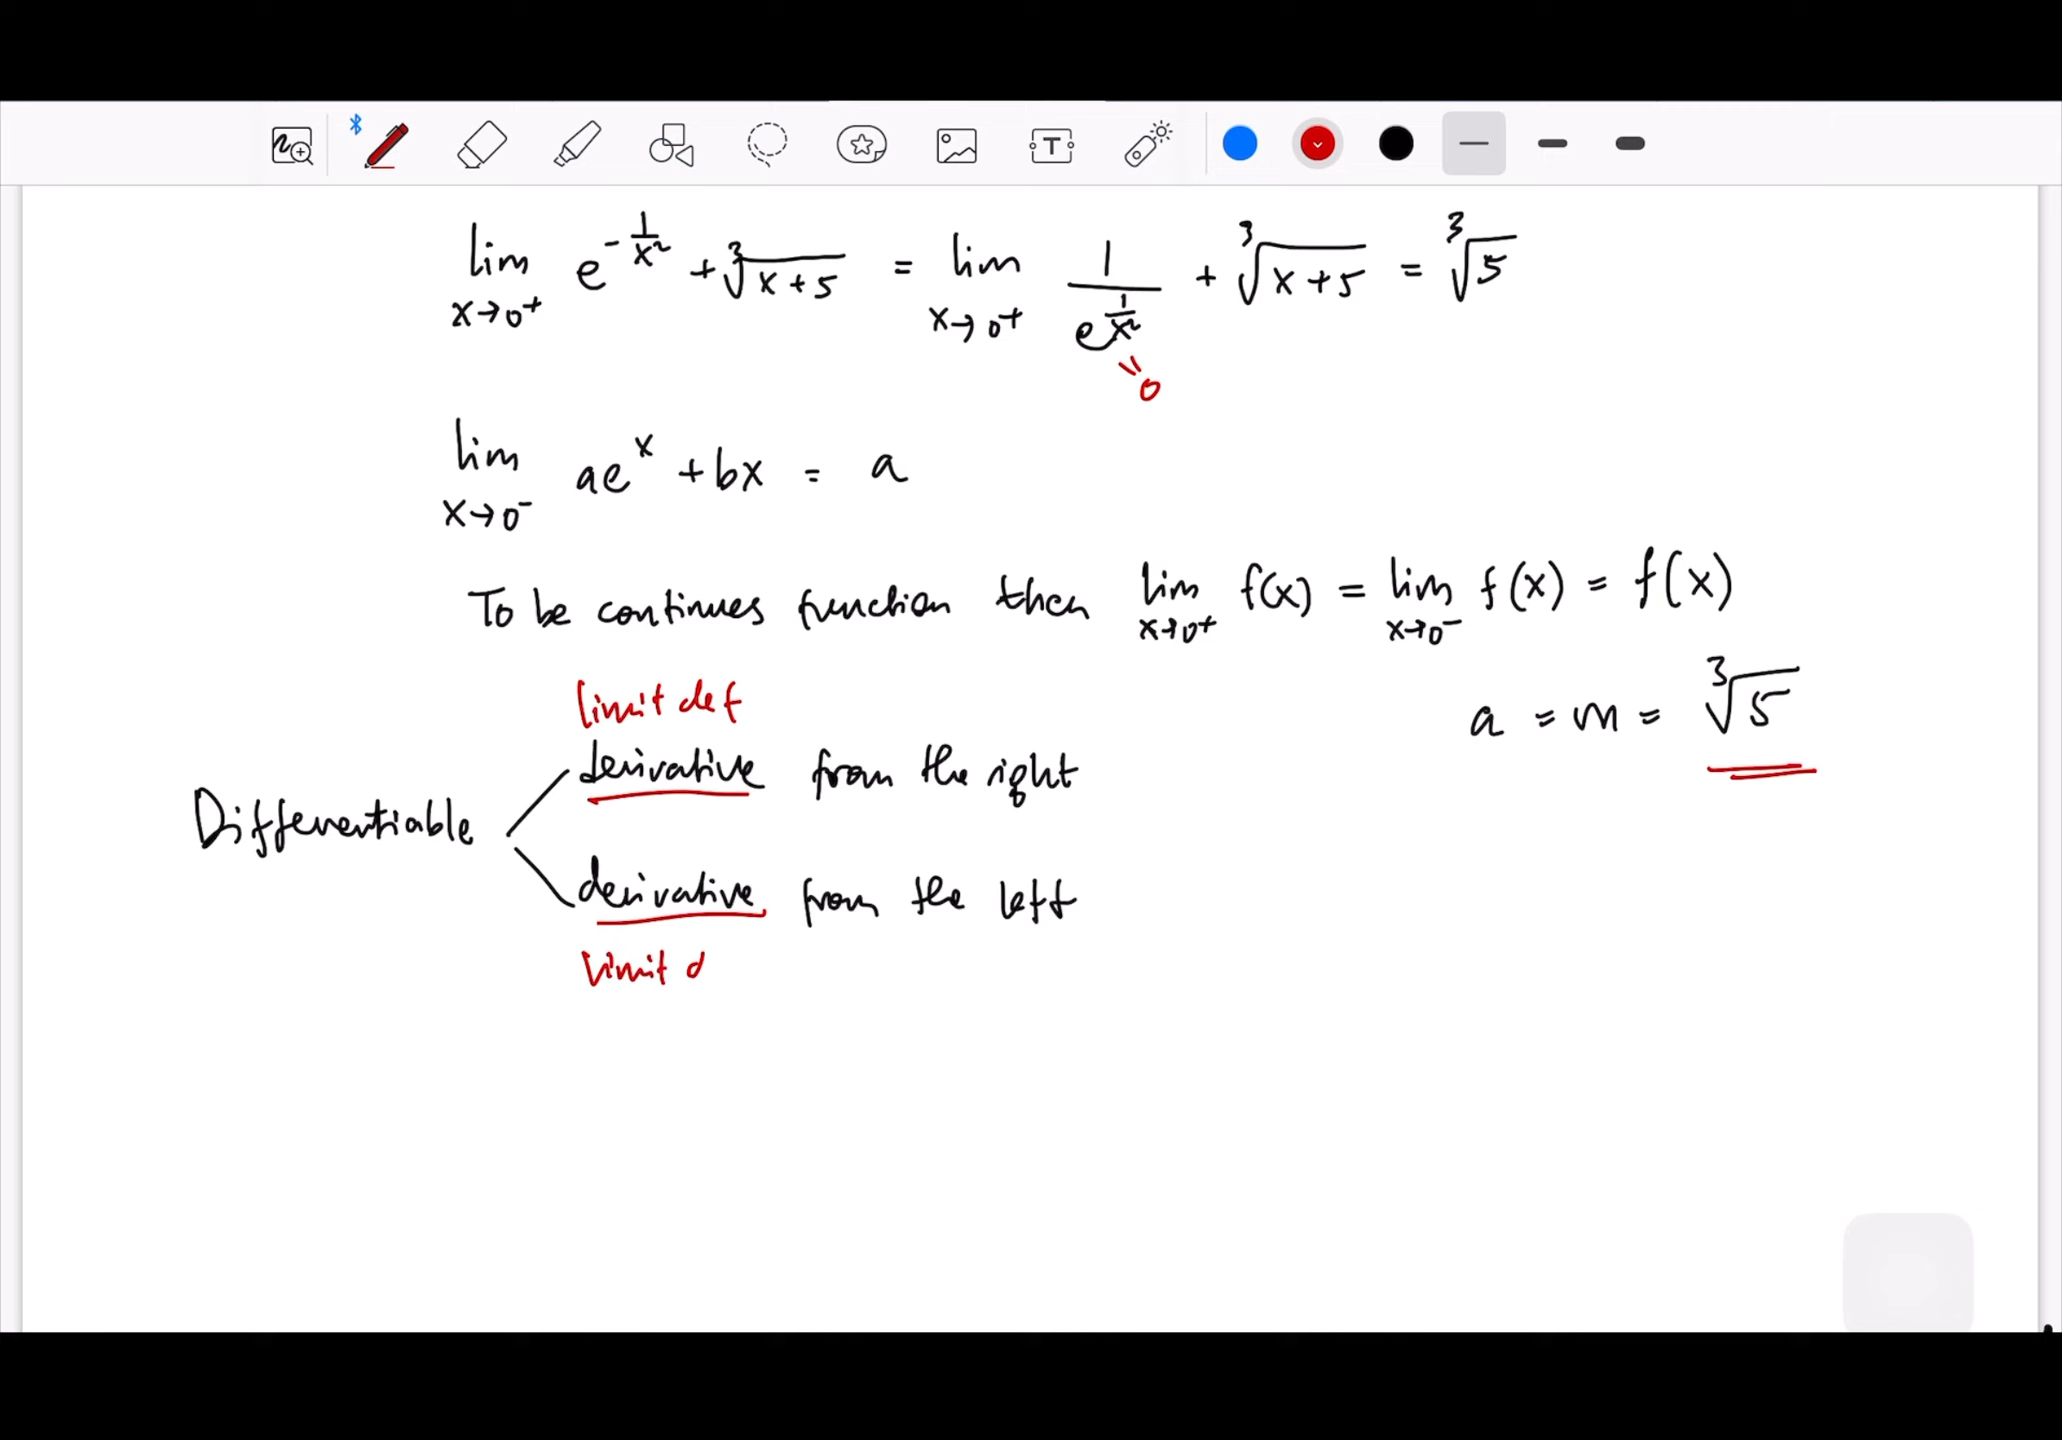 lim x→0⁺ e^(-1/x²) + ∛(x+5) = lim x→0⁺ 1/e^(1/x²) + ∛(x+5) = ∛5
" 0
lim x→0⁻ ae^x + bx = a
To be continues function then lim x→0⁺ f(x) = lim x→0⁻ f(x) = f(x)
a = m = ∛5
limit def
derivative from the right
Differentiable
derivative from the left
limit d